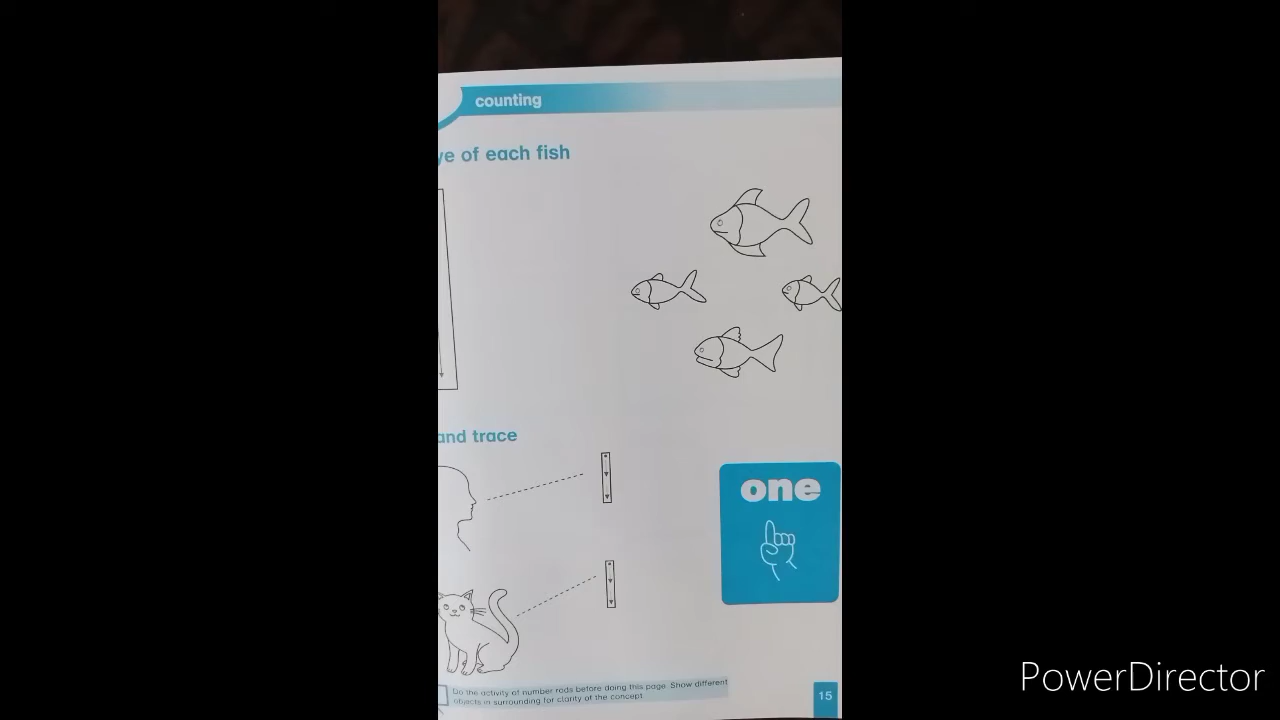 counting
ye of each fish
and trace
one
Do the activity of number rods before doing this page. Show different
objects in surrounding for clarity of the concept
15
PowerDirector